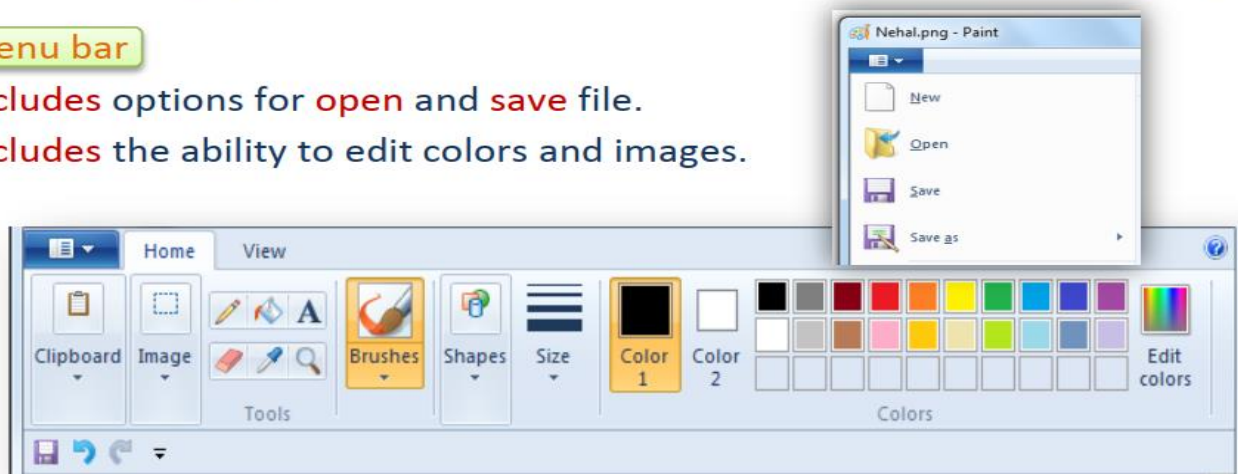 enu bar
cludes options for open and save file.
cludes the ability to edit colors and images.
Nehal.png - Paint
New
Open
Save
Save as
Home View
Clipboard Image Brushes Shapes Size Color 1 Color 2 Edit colors
A
Tools Colors